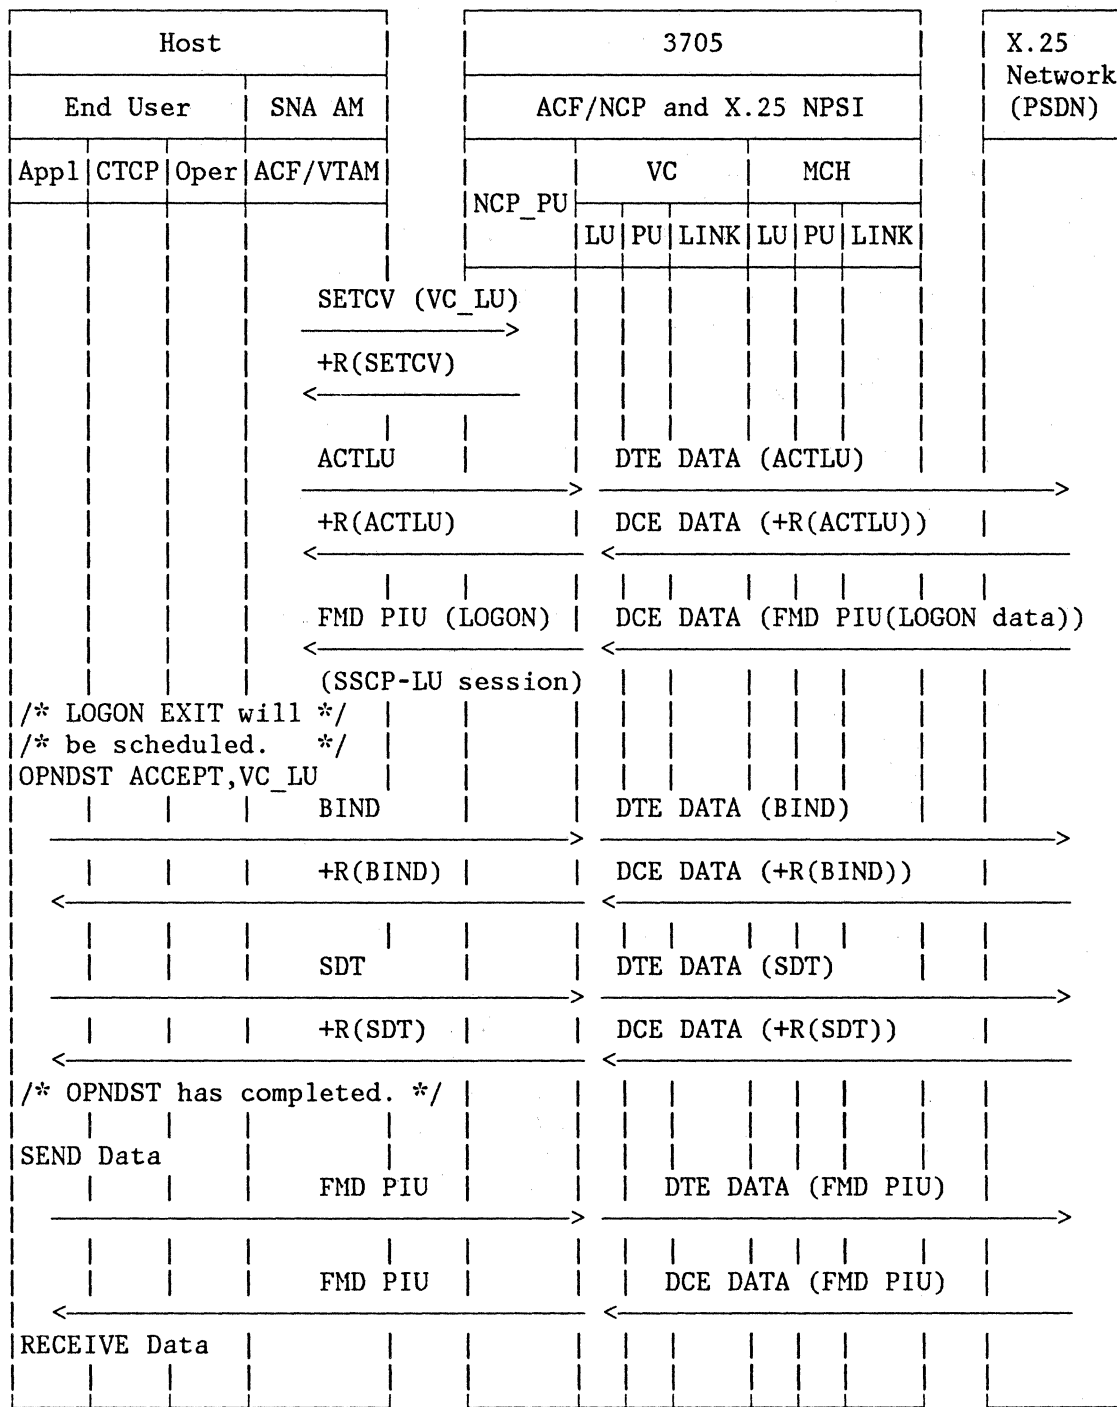 Host 3705 X.25
Network
End User SNA AM ACF/NCP and X.25 NPSI (PSDN)
Appl CTCP Oper ACF/VTAM VC MCH
NCP_PU
LU PU LINK LU PU LINK
SETCV (VC_LU)
+R(SETCV)
ACTLU DTE DATA (ACTLU)
+R(ACTLU) DCE DATA (+R(ACTLU))
FMD PIU (LOGON) DCE DATA (FMD PIU(LOGON data))
(SSCP-LU session)
/* LOGON EXIT will */
/* be scheduled. */
OPNDST ACCEPT,VC_LU
BIND DTE DATA (BIND)
+R(BIND) DCE DATA (+R(BIND))
SDT DTE DATA (SDT)
+R(SDT) DCE DATA (+R(SDT))
/* OPNDST has completed. */
SEND Data
FMD PIU DTE DATA (FMD PIU)
FMD PIU DCE DATA (FMD PIU)
RECEIVE Data